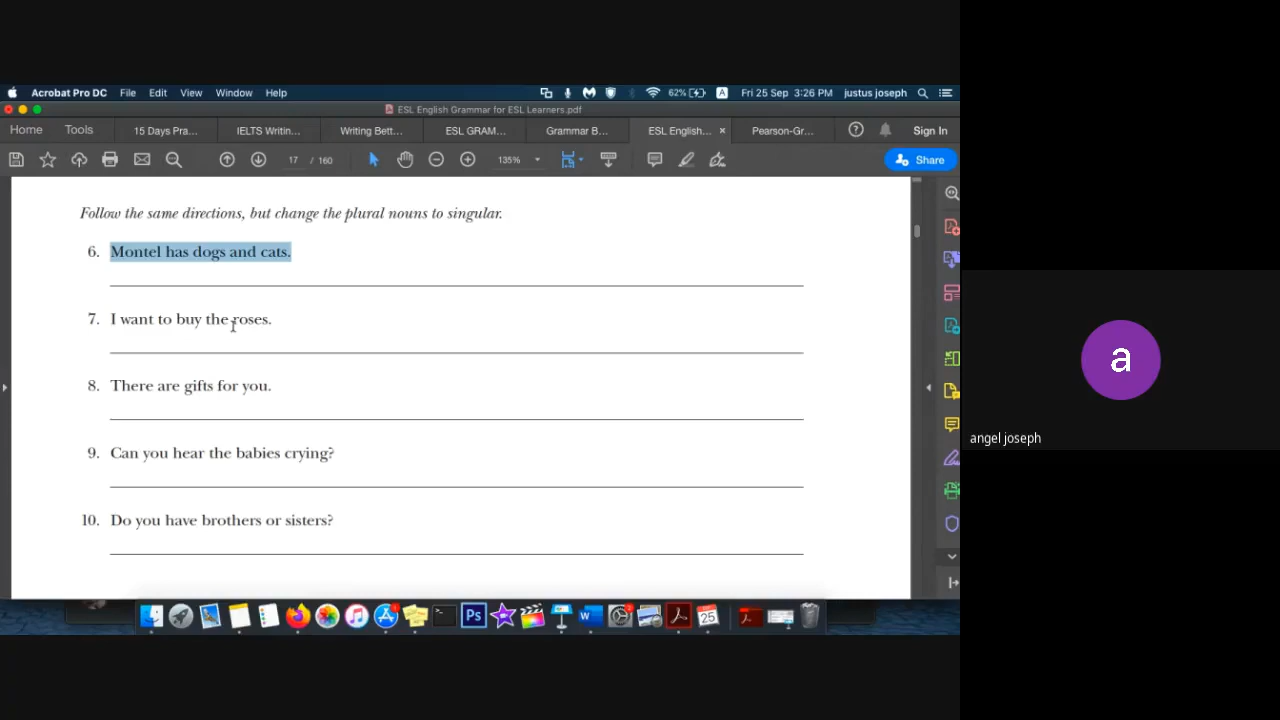 Acrobat Pro DC File Edit View Window Help 62% A Fri 25 Sep 3:26 PM justus joseph
ESL English Grammar for ESL Learners.pdf
Home Tools 15 Days Pra... IELTS Writin... Writing Bett... ESL GRAM... Grammar B... ESL English... × Pearson-Gr... Sign In
17 / 160 135% Share
Follow the same directions, but change the plural nouns to singular.
6. Montel has dogs and cats.
7. I want to buy the roses.
8. There are gifts for you.
9. Can you hear the babies crying?
10. Do you have brothers or sisters?
a
angel joseph
Ps
W
25